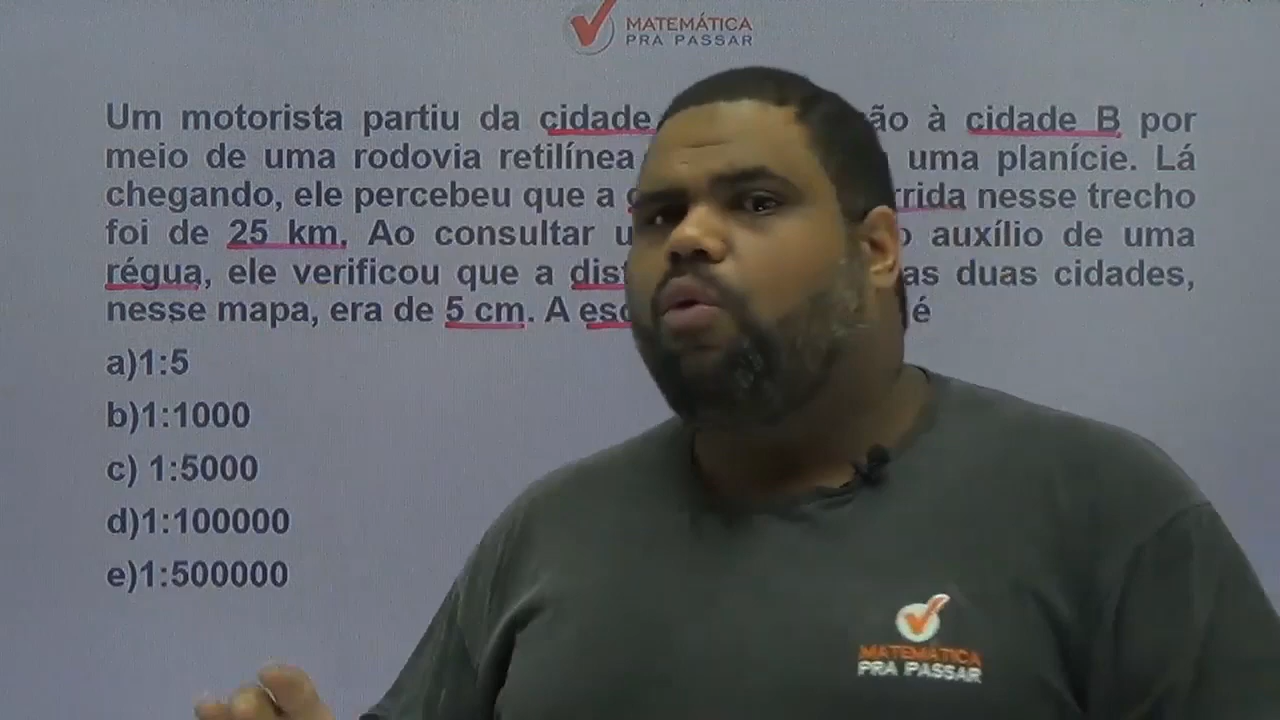 MATEMÁTICA
PRA PASSAR
Um motorista partiu da cidade ão à cidade B por
meio de uma rodovia retilínea uma planície. Lá
chegando, ele percebeu que a rrida nesse trecho
foi de 25 km. Ao consultar auxílio de uma
régua, ele verificou que a as duas cidades,
nesse mapa, era de 5 cm. A é
a)1:5
b)1:1000
c) 1:5000
d)1:100000
e)1:500000
MATEMÁTICA
PRA PASSAR